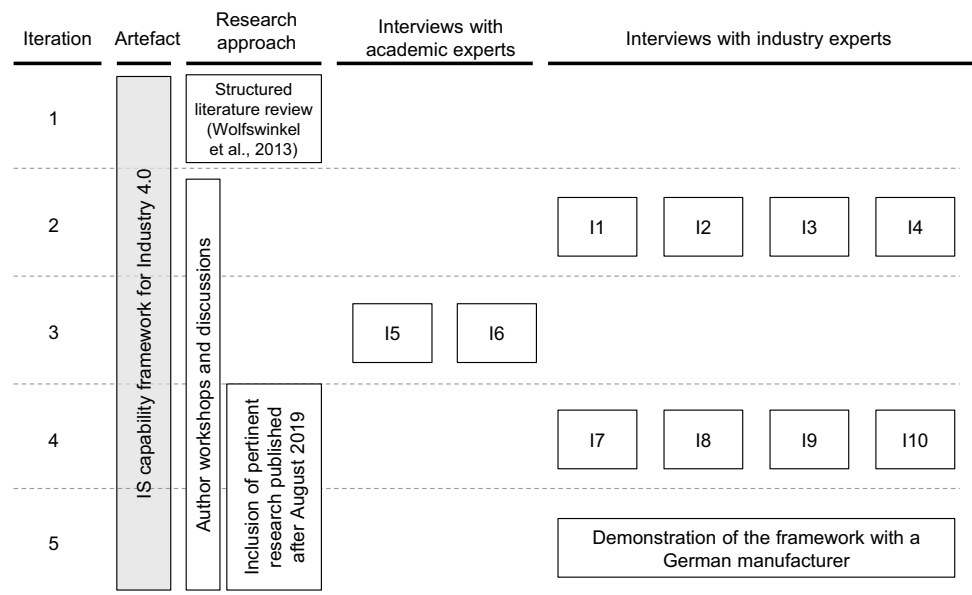 Iteration
Artefact
Research
approach
Interviews with
academic experts
Interviews with industry experts
1
Structured
literature review
(Wolfswinkel
et al., 2013)
IS capability framework for Industry 4.0
Author workshops and discussions
2
I1
I2
I3
I4
3
I5
I6
4
Inclusion of pertinent
research published
after August 2019
I7
I8
I9
I10
5
Demonstration of the framework with a
German manufacturer